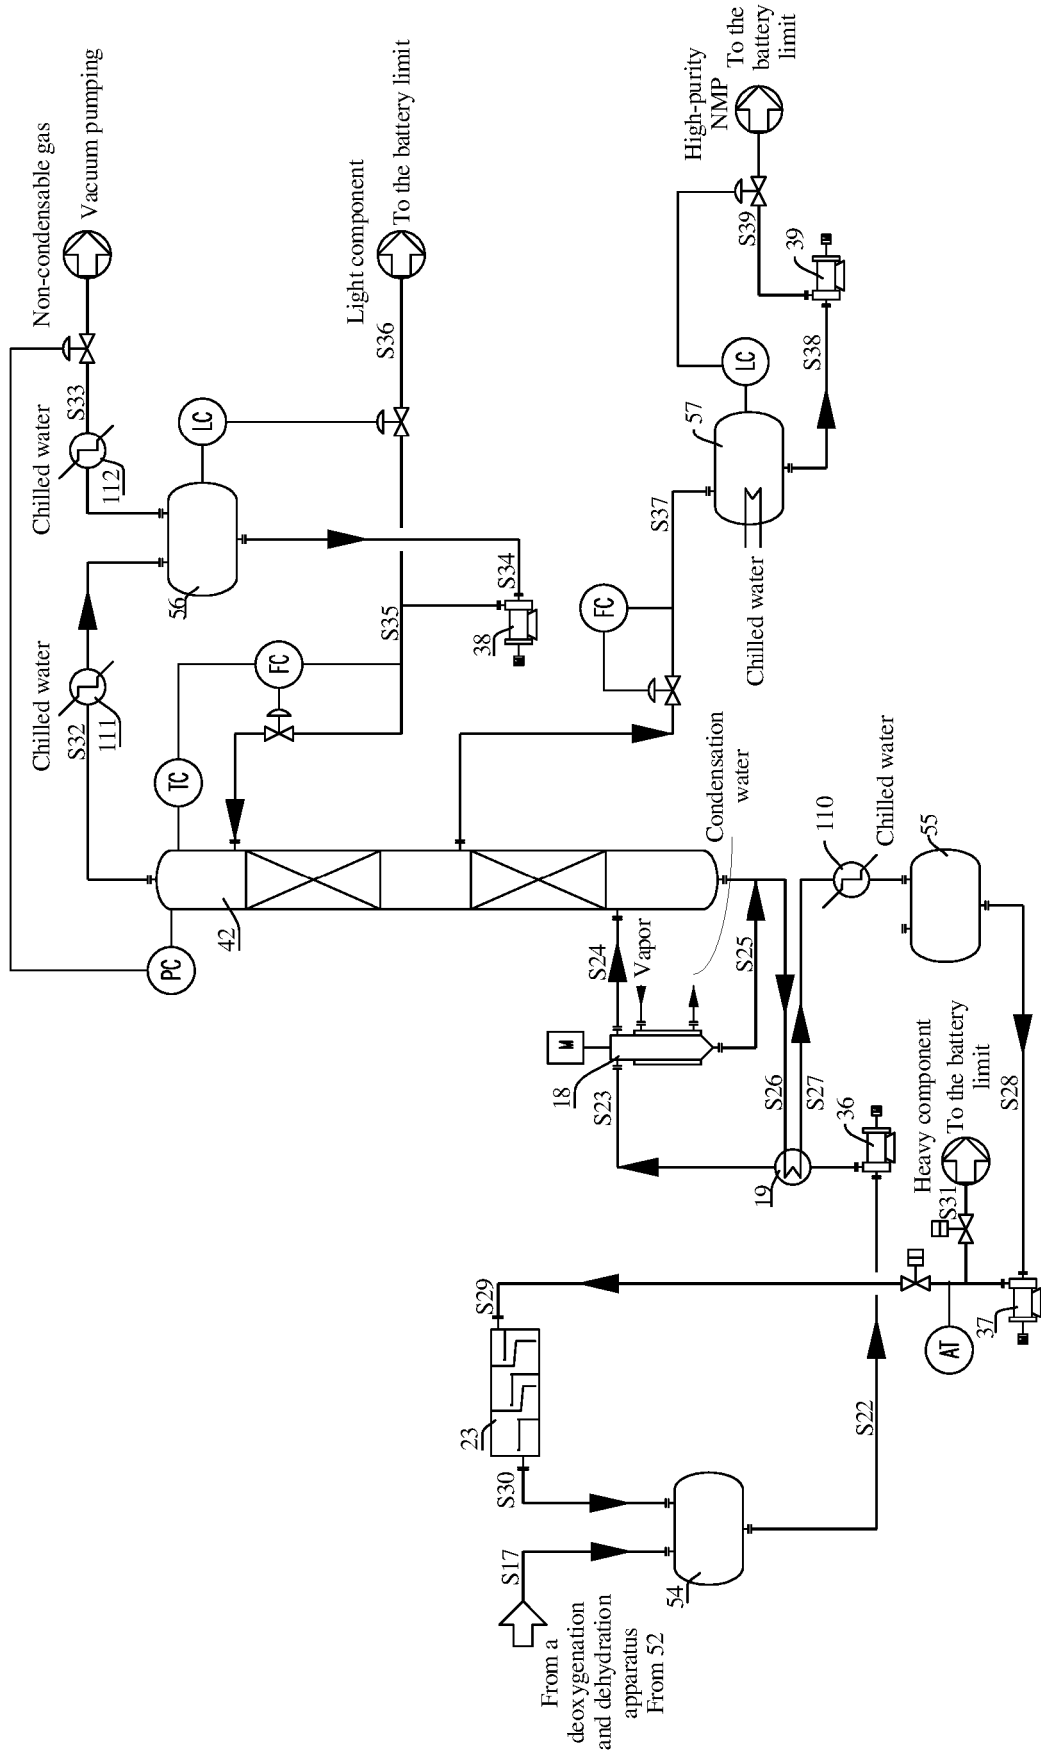 Non-condensable gas
Vacuum pumping
To the battery limit
Light component
High-purity
NMP
To the
battery
limit
Chilled water
S33
112
LC
S36
S39
39
LC
S38
57
S37
Chilled water
Chilled water
S32
111
56
S34
S35
38
FC
FC
TC
PC
42
Condensation
water
110
Chilled water
55
S24
Vapor
S25
M
18
S23
S26
S27
36
19
Heavy component
To the battery
limit
S31
S28
S29
AT
37
M
M
M
M
23
S30
S22
S17
54
From a
deoxygenation
and dehydration
apparatus
From 52